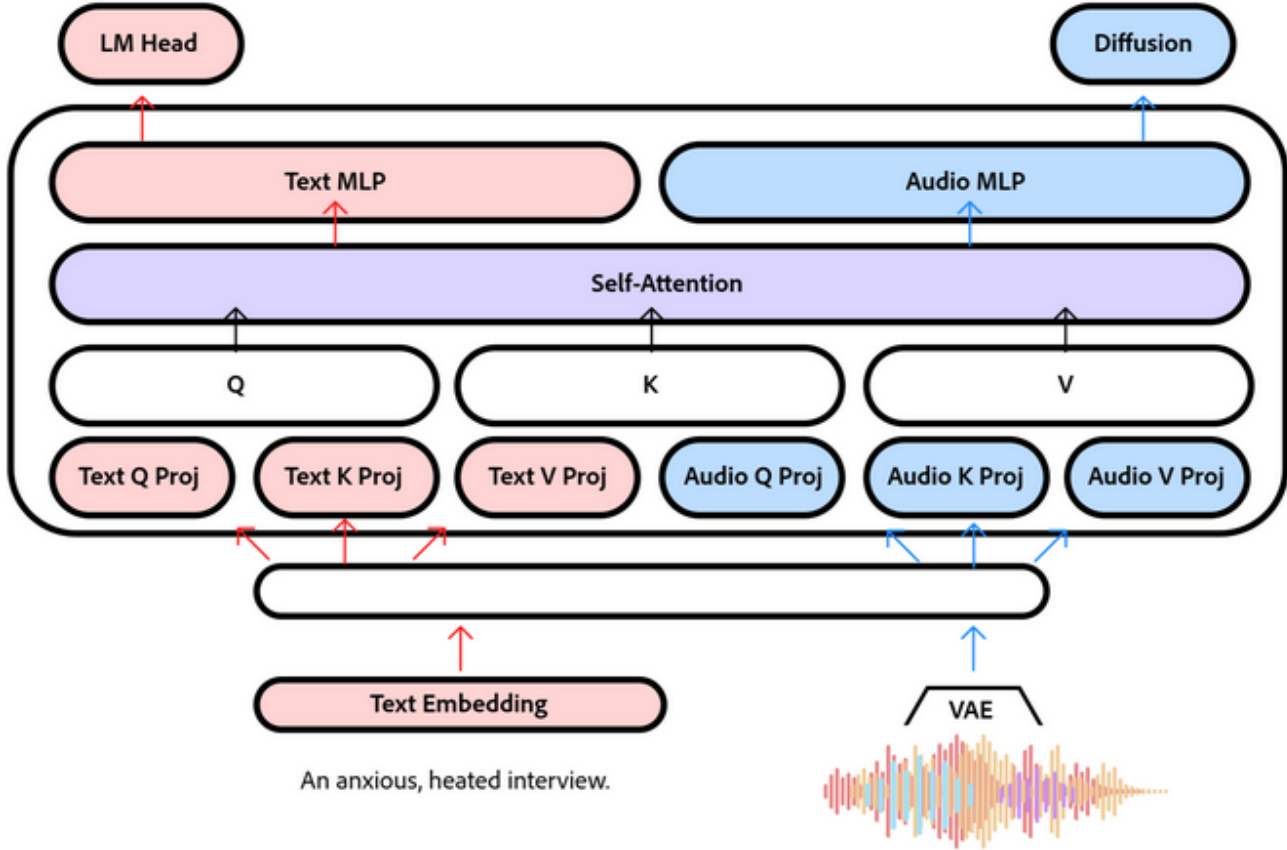 LM Head
Diffusion
Text MLP
Audio MLP
Self-Attention
Q
K
V
Text Q Proj
Text K Proj
Text V Proj
Audio Q Proj
Audio K Proj
Audio V Proj
Text Embedding
VAE
An anxious, heated interview.